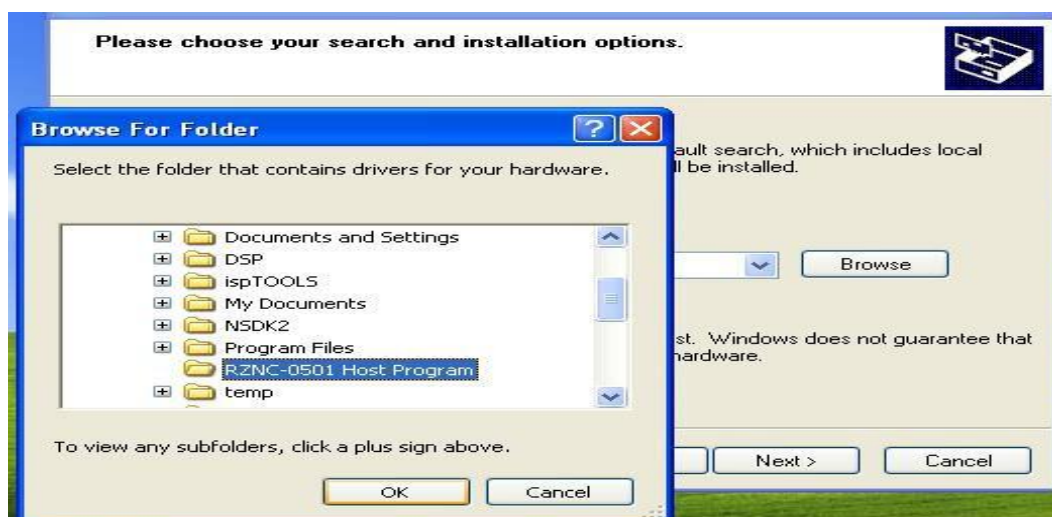 Please choose your search and installation options.
Browse For Folder
Select the folder that contains drivers for your hardware.
Documents and Settings
DSP
ispTOOLS
My Documents
NSDK2
Program Files
RZNC-0501 Host Program
temp
To view any subfolders, click a plus sign above.
OK Cancel
ault search, which includes local
ll be installed.
Browse
st. Windows does not guarantee that
hardware.
Next > Cancel